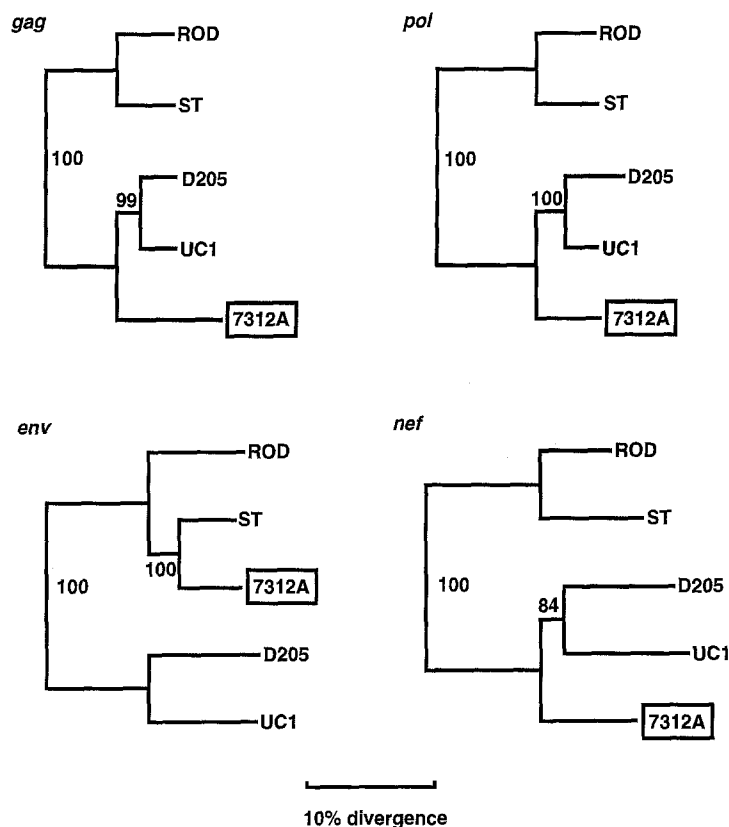 gag
ROD
ST
100
D205
99
UC1
7312A
pol
ROD
ST
100
D205
100
UC1
7312A
env
ROD
ST
100
7312A
100
D205
UC1
nef
ROD
ST
100
D205
84
UC1
7312A
10% divergence